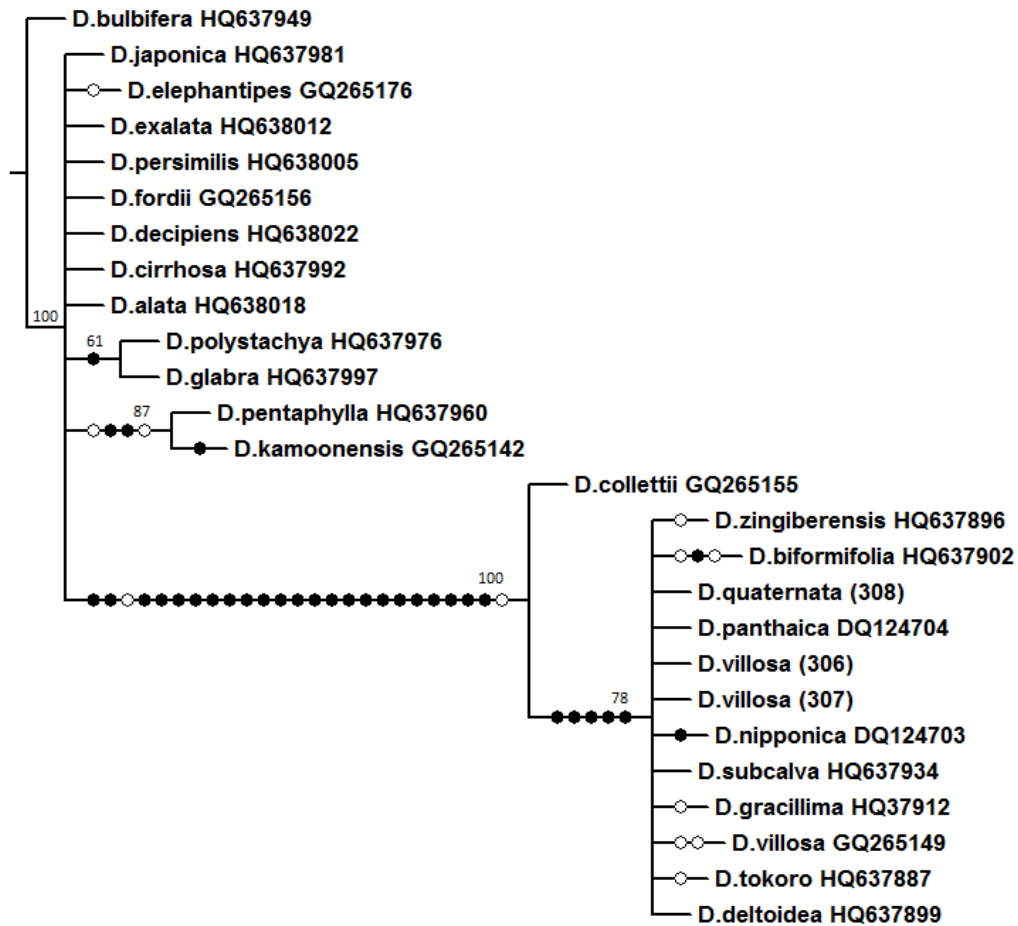 D.bulbifera HQ637949
D.japonica HQ637981
D.elephantipes GQ265176
D.exalata HQ638012
D.persimilis HQ638005
D.fordii GQ265156
D.decipiens HQ638022
D.cirrhosa HQ637992
D.alata HQ638018
100
61
D.polystachya HQ637976
D.glabra HQ637997
87
D.pentaphylla HQ637960
D.kamoonensis GQ265142
D.collettii GQ265155
D.zingiberensis HQ637896
D.biformifolia HQ637902
100
D.quaternata (308)
D.panthaica DQ124704
D.villosa (306)
D.villosa (307)
78
D.nipponica DQ124703
D.subcalva HQ637934
D.gracillima HQ37912
D.villosa GQ265149
D.tokoro HQ637887
D.deltoidea HQ637899